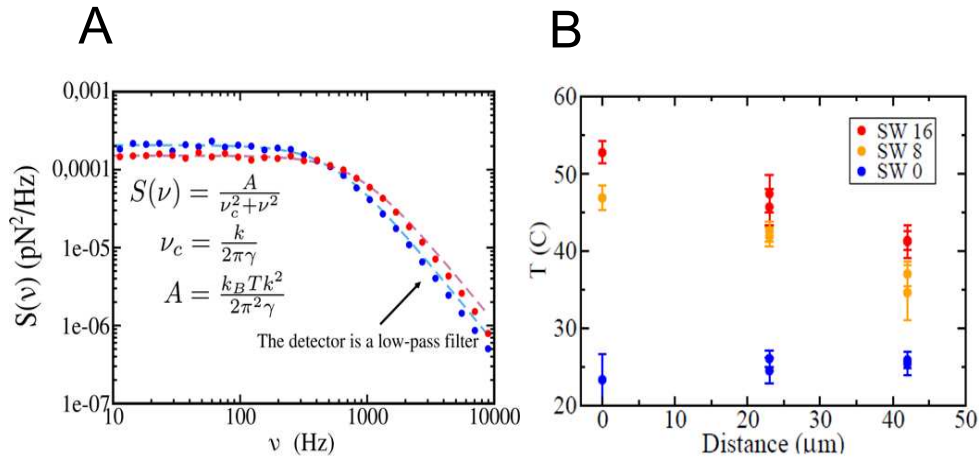 A
B
0,001
0,0001
1e-05
1e-06
1e-07
10
100
1000
10000
S(ν) (pN²/Hz)
ν (Hz)
S(ν) = A / (ν_c² + ν²)
ν_c = k / (2πγ)
A = k_B T k² / (2π²γ)
The detector is a low-pass filter
60
50
40
30
20
0
10
20
30
40
50
T (C)
Distance (μm)
SW 16
SW 8
SW 0